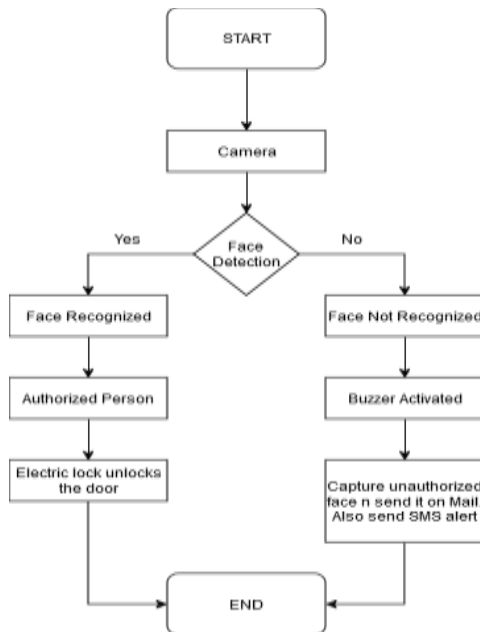 START
Camera
Face
Detection
Yes
No
Face Recognized
Face Not Recognized
Authorized Person
Buzzer Activated
Electric lock unlocks
the door
Capture unauthorized
face n send it on Mail.
Also send SMS alert
END